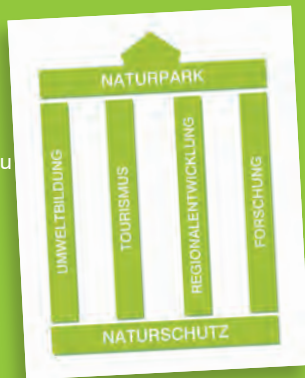 NATURPARK
UMWELTBILDUNG
TOURISMUS
REGIONALENTWICKLUNG
FORSCHUNG
NATURSCHUTZ
u